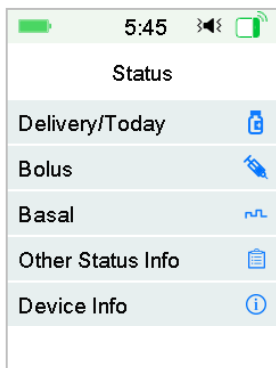 5:45
Status
Delivery/Today
Bolus
Basal
Other Status Info
Device Info